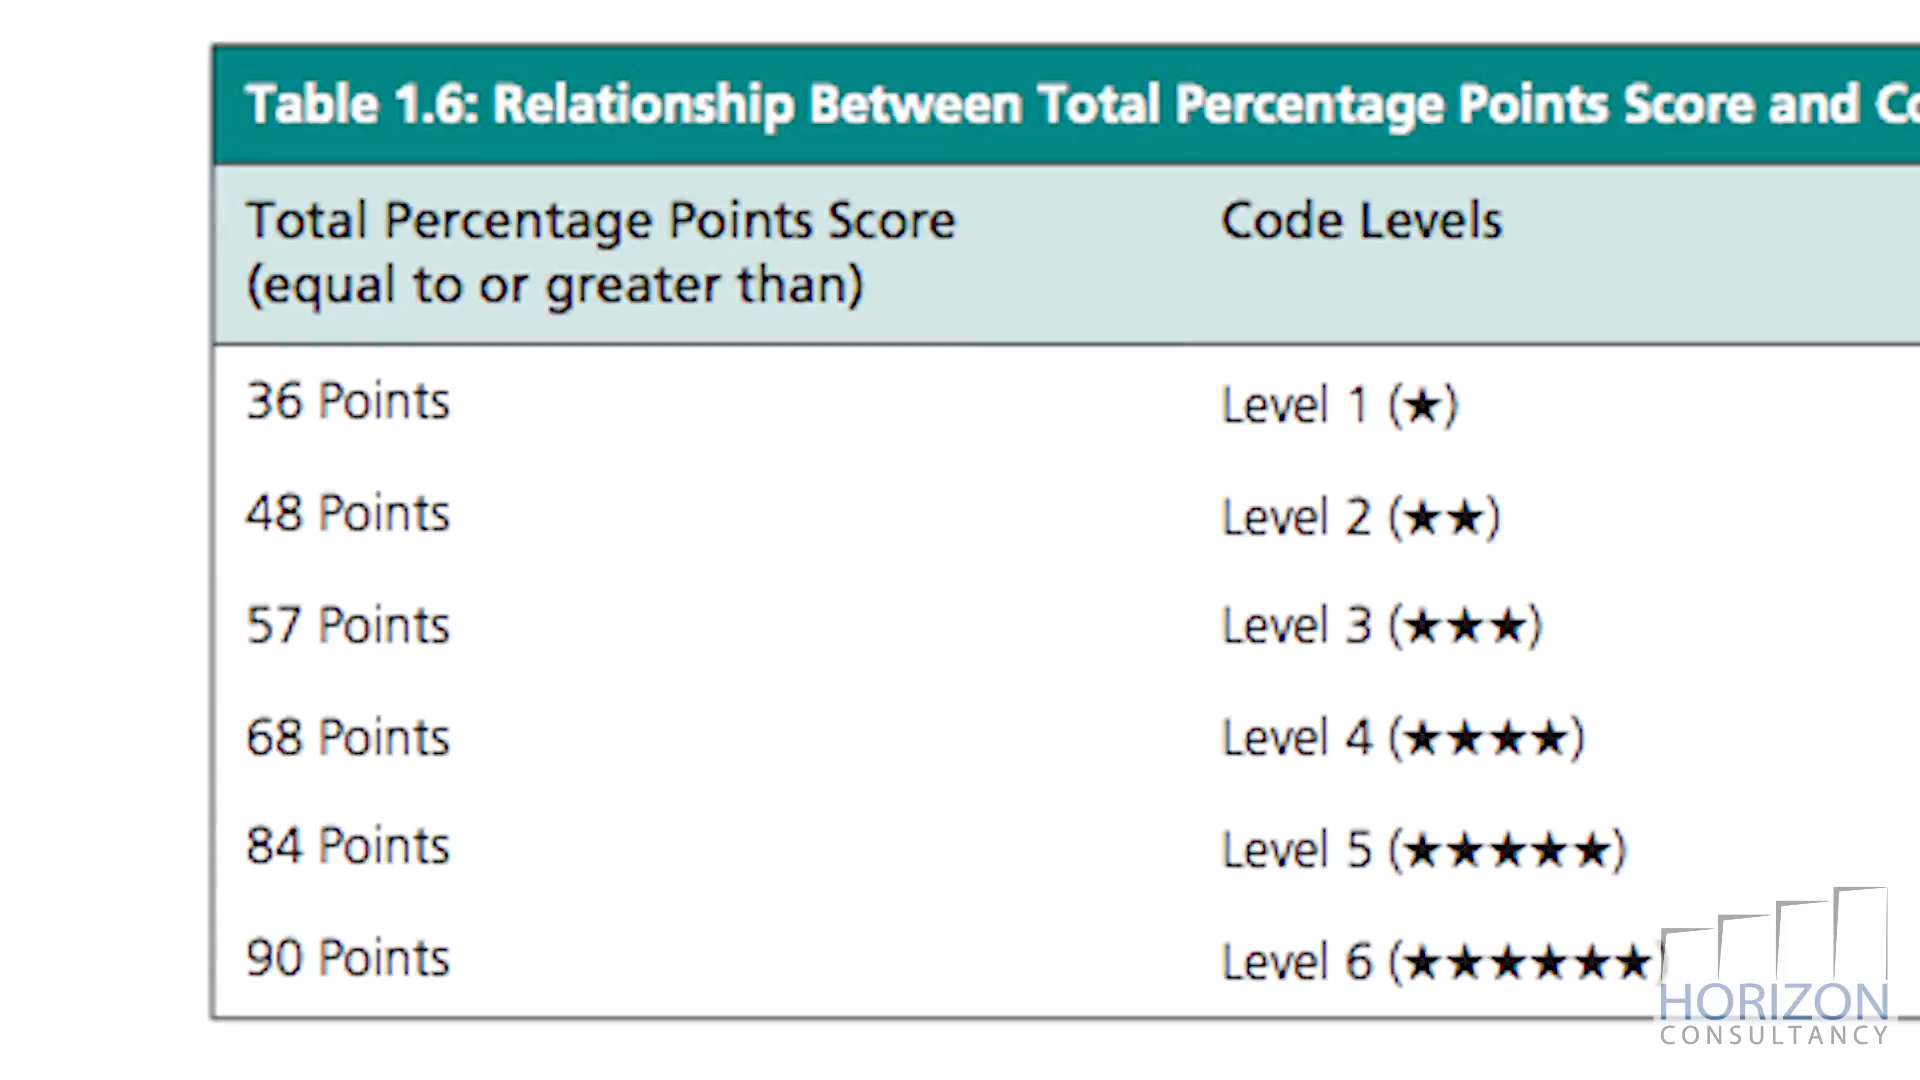 Table 1.6: Relationship Between Total Percentage Points Score and
Total Percentage Points Score
(equal to or greater than)
Code Levels
36 Points
Level 1 (★)
48 Points
Level 2 (★★)
57 Points
Level 3 (★★★)
68 Points
Level 4 (★★★★)
84 Points
Level 5 (★★★★★)
90 Points
Level 6 (★★★★★★)
HORIZON
CONSULTANCY